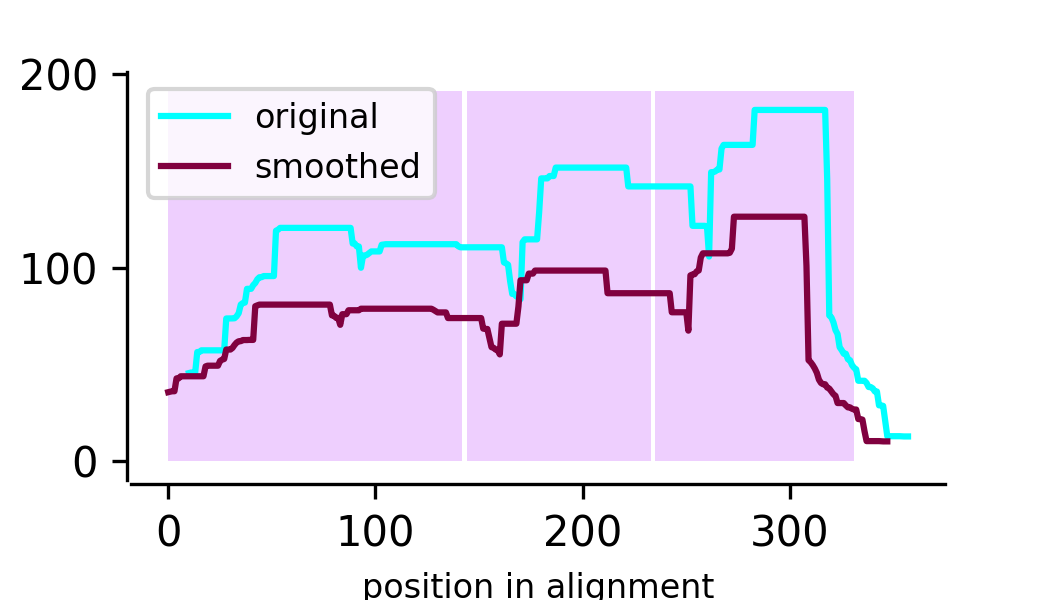 200
100
0
original
smoothed
0 100 200 300
position in alignment